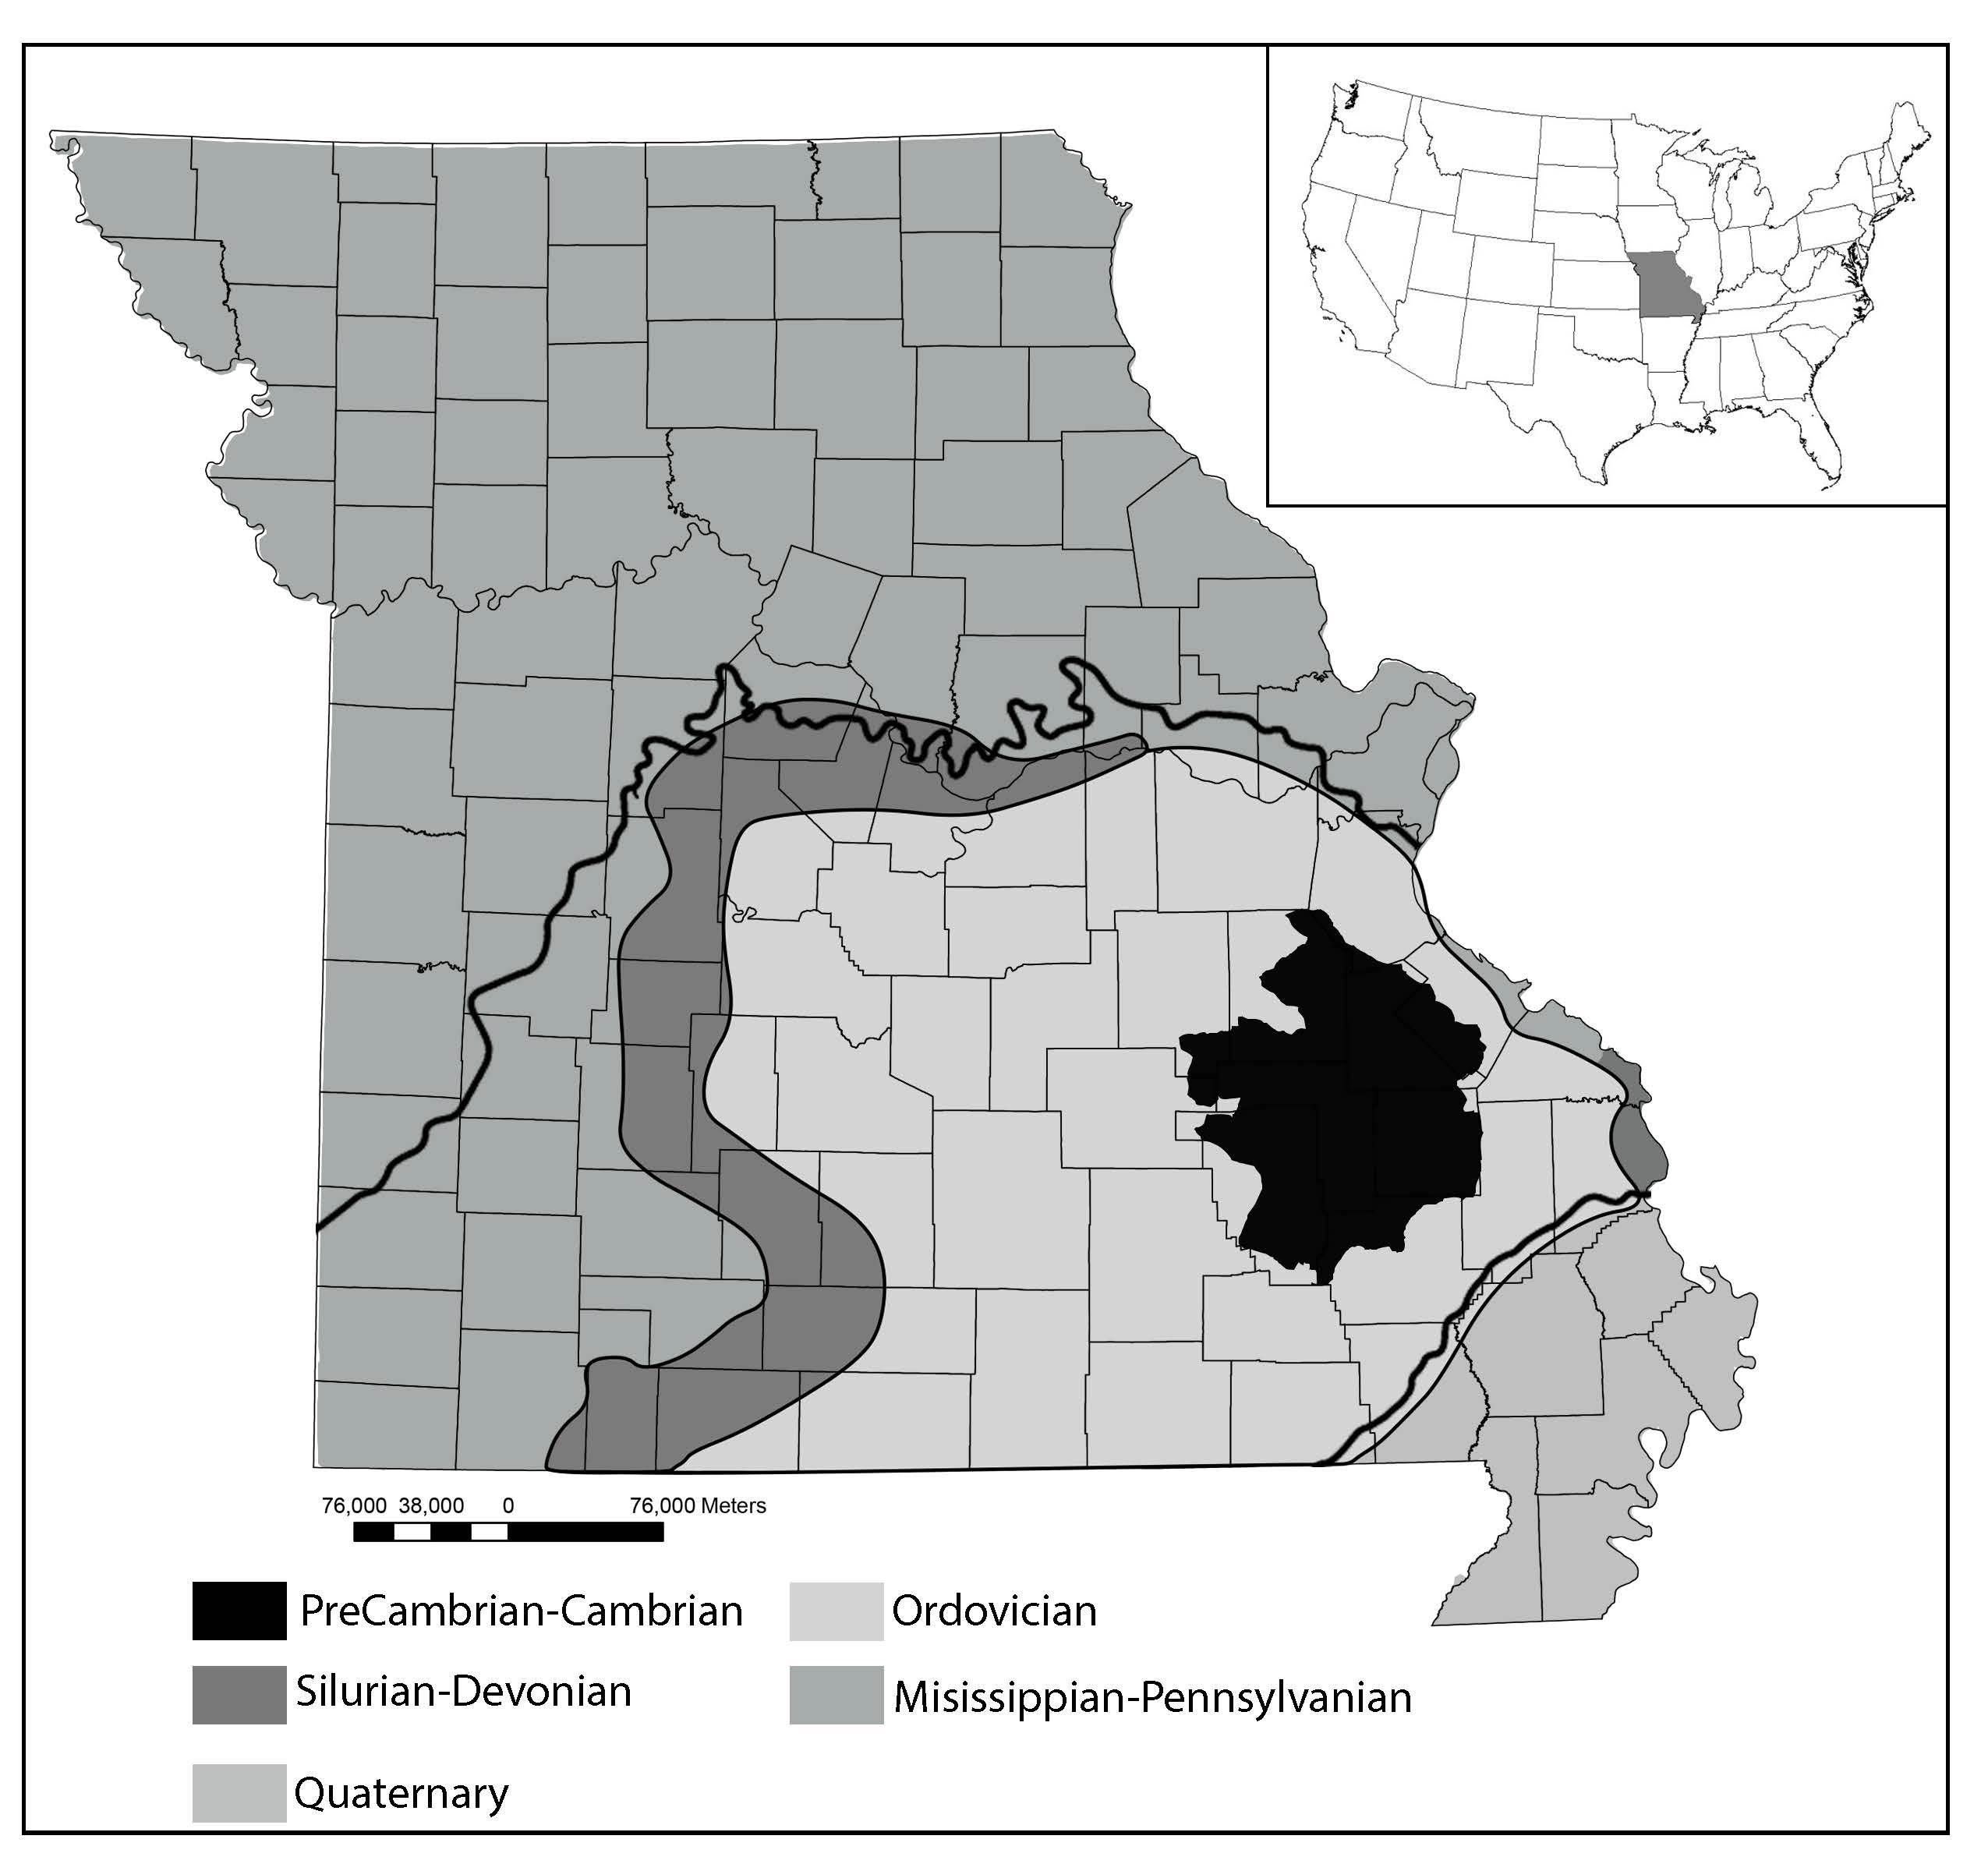 76,000 38,000 0 76,000 Meters
PreCambrian-Cambrian
Ordovician
Silurian-Devonian
Misissippian-Pennsylvanian
Quaternary